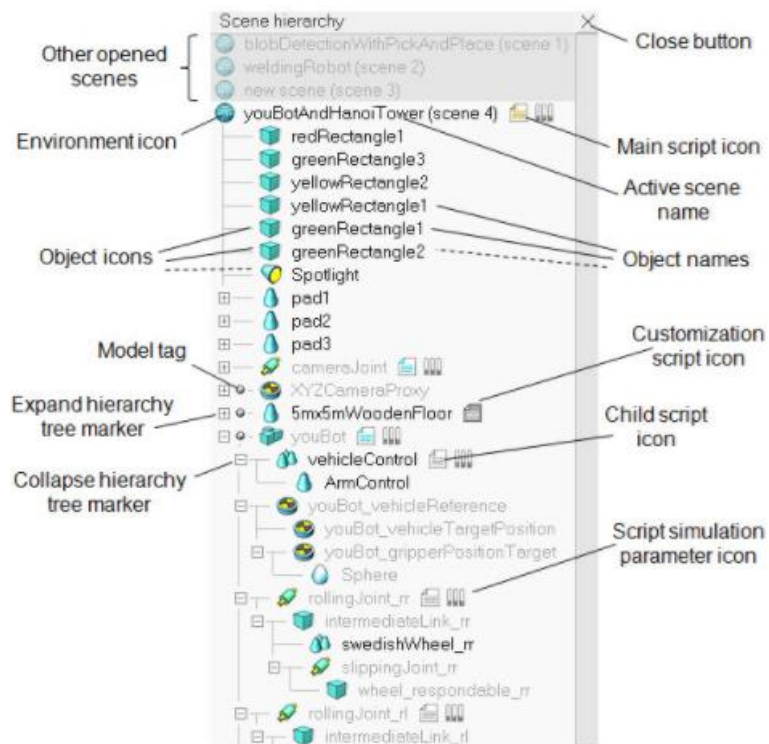 Scene hierarchy
Close button
Other opened
scenes
blobDetectionWithPickAndPlace (scene 1)
weldingRobot (scene 2)
new scene (scene 3)
youBotAndHanoiTower (scene 4)
Environment icon
Main script icon
Active scene
name
redRectangle1
greenRectangle3
yellowRectangle2
yellowRectangle1
greenRectangle1
greenRectangle2
Object icons
Object names
Spotlight
pad1
pad2
pad3
Customization
script icon
Model tag
cameraJoint
XYZCameraProxy
Expand hierarchy
tree marker
5mx5mWoodenFloor
Child script
icon
youBot
vehicleControl
Collapse hierarchy
tree marker
ArmControl
youBot_vehicleReference
youBot_vehicleTargetPosition
youBot_gripperPositionTarget
Script simulation
parameter icon
Sphere
rollingJoint_rr
intermediateLink_rr
swedishWheel_rr
slippingJoint_rr
wheel_respondable_rr
rollingJoint_rl
intermediateLink_rl